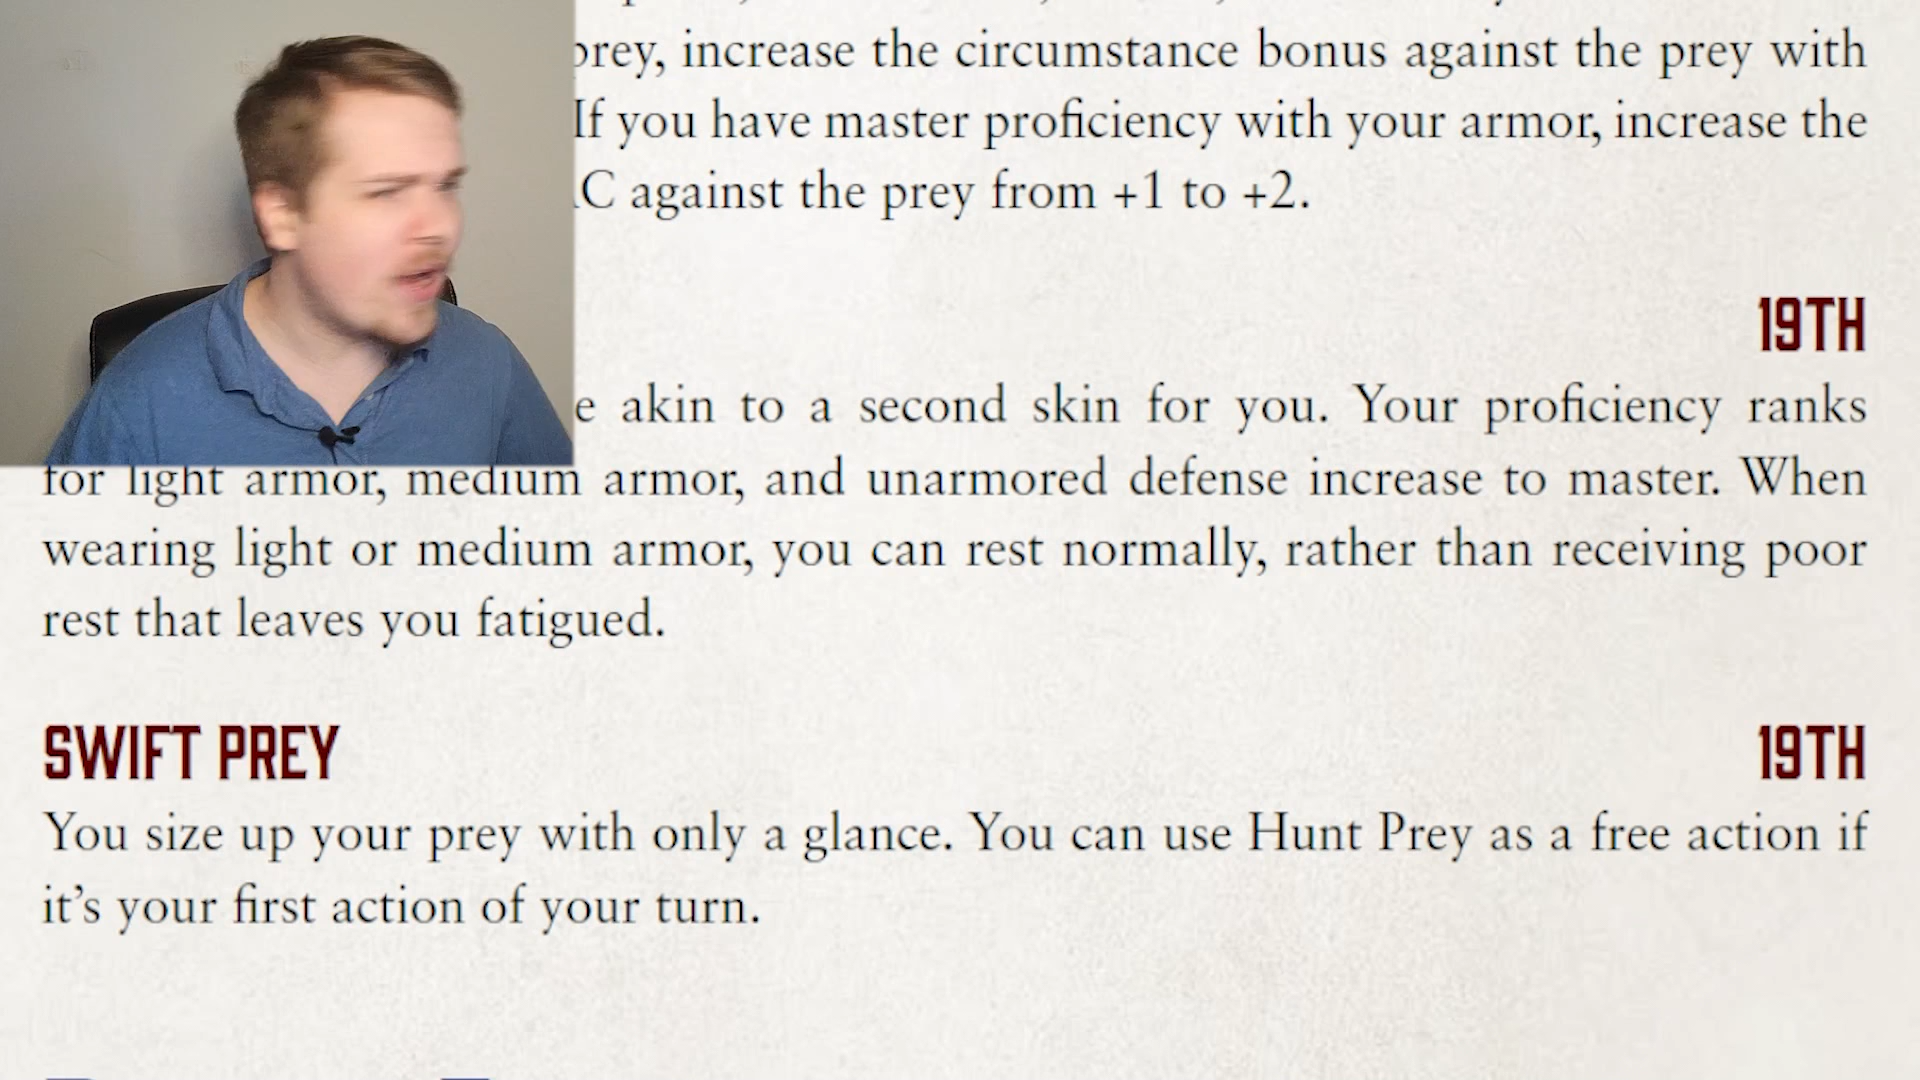 prey, increase the circumstance bonus against the prey with
If you have master proficiency with your armor, increase the
against the prey from +1 to +2.
19TH
akin to a second skin for you. Your proficiency ranks
for light armor, medium armor, and unarmored defense increase to master. When
wearing light or medium armor, you can rest normally, rather than receiving poor
rest that leaves you fatigued.
SWIFT PREY 19TH
You size up your prey with only a glance. You can use Hunt Prey as a free action if
it's your first action of your turn.